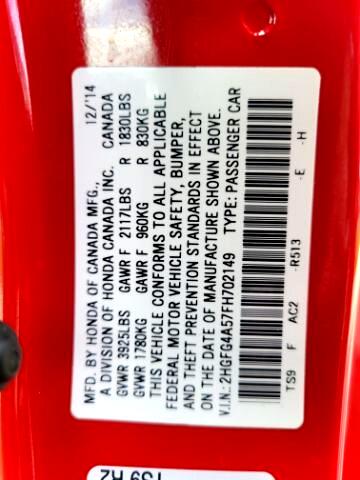 MFD. BY HONDA OF CANADA MFG., 12/'14
A DIVISION OF HONDA CANADA INC. CANADA
GVWR 3925LBS GAWR F 2117LBS R 1830LBS
GVWR 1780KG GAWR F 960KG R 830KG
THIS VEHICLE CONFORMS TO ALL APPLICABLE
FEDERAL MOTOR VEHICLE SAFETY, BUMPER,
AND THEFT PREVENTION STANDARDS IN EFFECT
ON THE DATE OF MANUFACTURE SHOWN ABOVE.
V.I.N.: 2HGFG4A57FH702149 TYPE: PASSENGER CAR
TS9 F AC2 -R513 -E -H